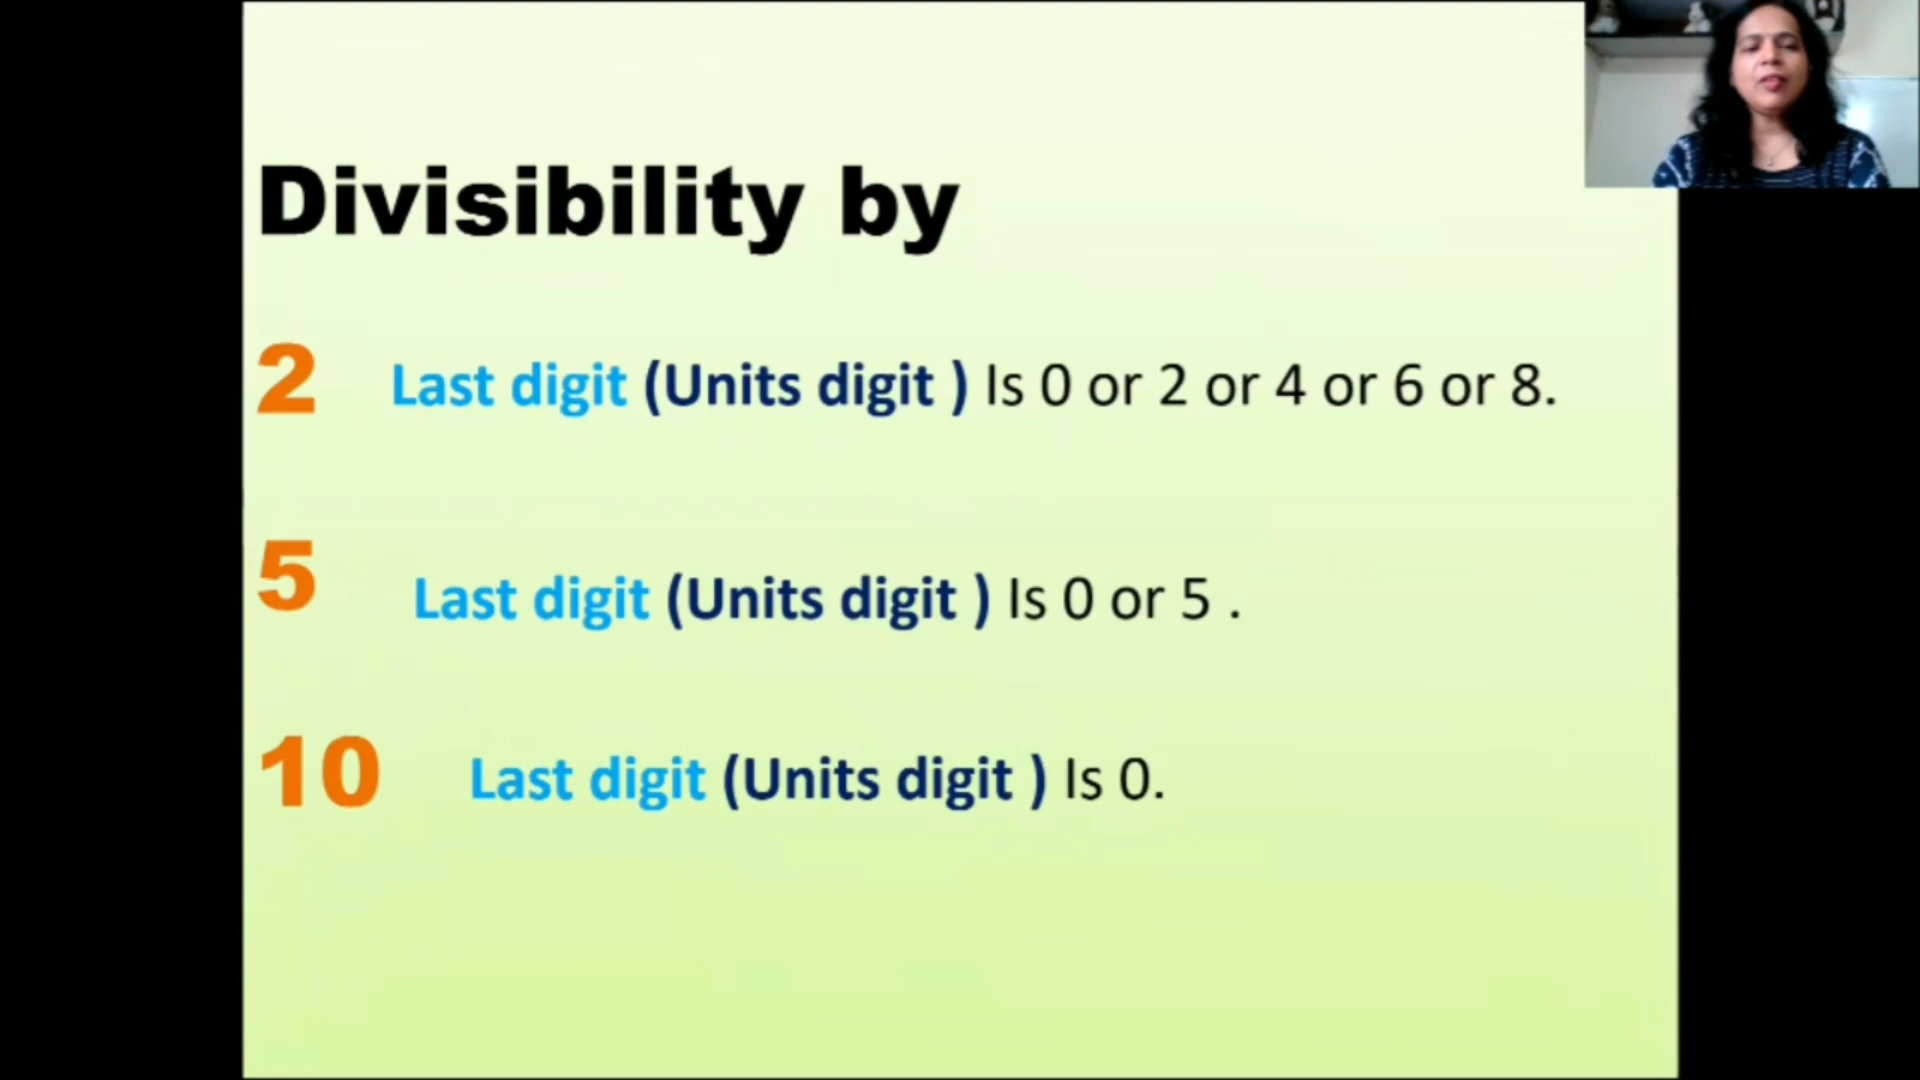 Divisibility by
2 Last digit (Units digit ) Is 0 or 2 or 4 or 6 or 8.
5 Last digit (Units digit ) Is 0 or 5 .
10 Last digit (Units digit ) Is 0.